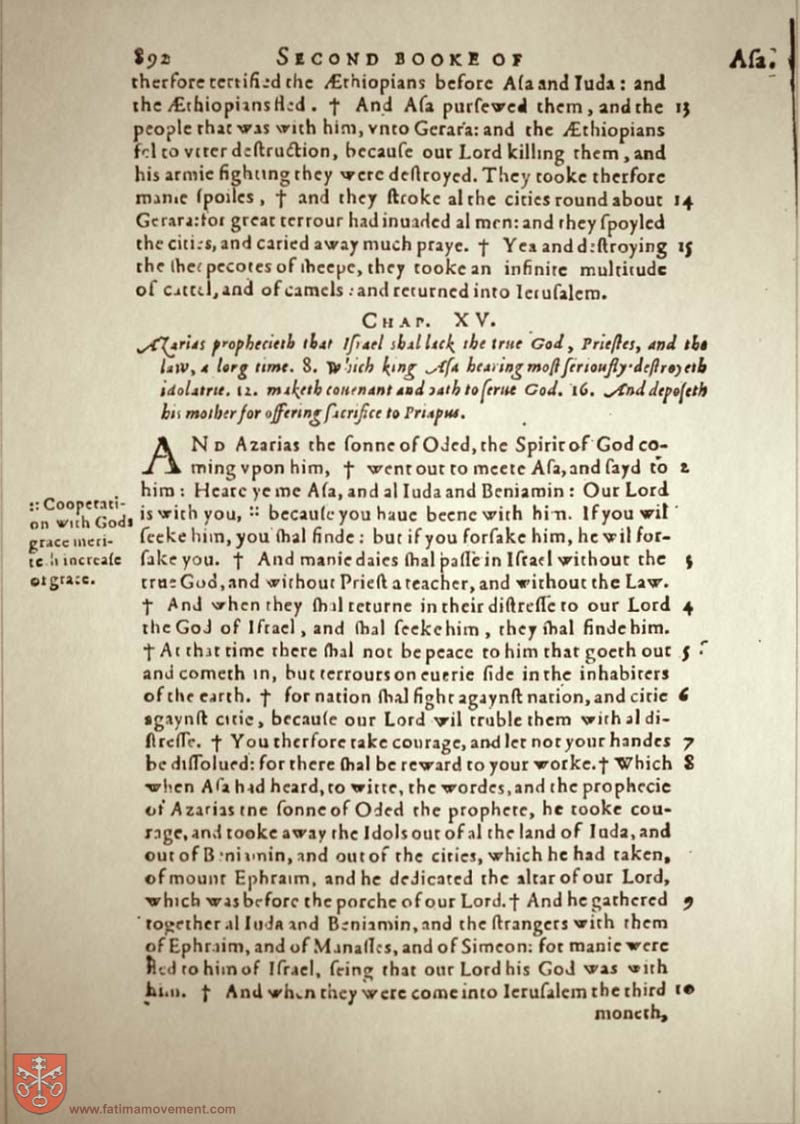 892 SECOND BOOKE OF Aſa.
therfore terrified the Æthiopians before Aſa and Iuda: and
the Æthiopians fled. † And Aſa purſewed them, and the 13
people that was with him, vnto Gerara: and the Æthiopians
fel to vtter deſtruction, becauſe our Lord killing them, and
his armie fighting they were deſtroyed. They tooke therfore
manie ſpoiles, † and they ſtroke al the cities round about 14
Gerara: for great terrour had inuaded al men: and they ſpoyled
the cities, and caried away much praye. † Yea and deſtroying 15
the ſheepecotes of ſheepe, they tooke an infinite multitude
of cattel, and of camels: and returned into Ieruſalem.
CHAP. XV.
Azarias prophecieth that Iſrael shal lack the true God, Prieſtes, and the
law, a long time. 8. Which king Aſa hearing moſt ſeriouſly deſtroyeth
idolatrie. 12. maketh couenant and oath to ſerue God. 16. And depoſeth
his mother for offering ſacrifice to Priapus.
AND Azarias the ſonne of Oded, the Spirit of God co-
ming vpon him, † went out to meete Aſa, and ſayd to 2
him: Heare ye me Aſa, and al Iuda and Beniamin: Our Lord
is with you, :: becauſe you haue beene with him. If you wil
ſeeke him, you ſhal finde: but if you forſake him, he wil for-
ſake you. † And manie daies ſhal paſſe in Iſrael without the 3
true God, and without Prieſt a teacher, and without the Law.
† And when they ſhal returne in their diſtreſſe to our Lord 4
the God of Iſrael, and ſhal ſeeke him, they ſhal finde him.
† At that time there ſhal not be peace to him that goeth out 5
and cometh in, but terrours on euerie ſide in the inhabiters
of the earth. † for nation ſhal fight agaynſt nation, and citie 6
agaynſt citie, becauſe our Lord wil truble them with al di-
ſtreſſe. † You therfore take courage, and let not your handes 7
be diſſolued: for there ſhal be reward to your worke. † Which 8
when Aſa had heard, to witte, the wordes, and the prophecie
of Azarias the ſonne of Oded the prophete, he tooke cou-
rage, and tooke away the Idols out of al the land of Iuda, and
out of Beniamin, and out of the cities, which he had taken,
of mount Ephraim, and he dedicated the altar of our Lord,
which was before the porche of our Lord. † And he gathered 9
together al Iuda and Beniamin, and the ſtrangers with them
of Ephraim, and of Manaſſes, and of Simeon: for manie were
fled to him of Iſrael, ſeing that our Lord his God was with
him. † And when they were come into Ieruſalem the third 10
moneth,
:: Cooperati-
on with Gods
grace meri-
teth increaſe
of grace.
www.fatimamovement.com